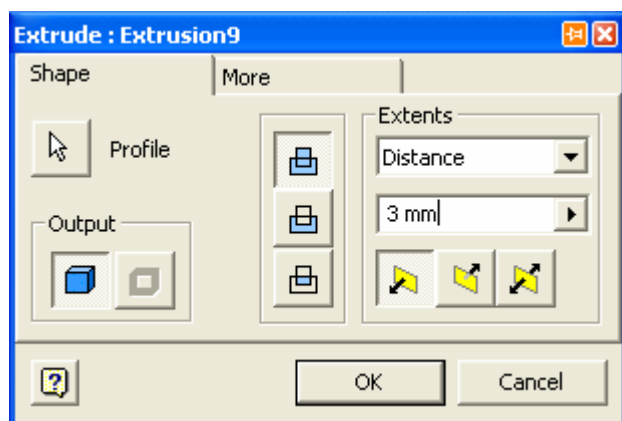 Extrude : Extrusion9
Shape
More
Profile
Output
Extents
Distance
3 mm
?
OK
Cancel